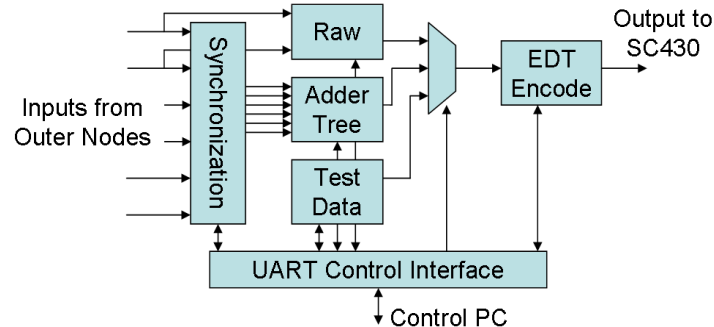 Output to
SC430
Raw
Synchronization
EDT
Encode
Inputs from
Outer Nodes
Adder
Tree
Test
Data
UART Control Interface
Control PC